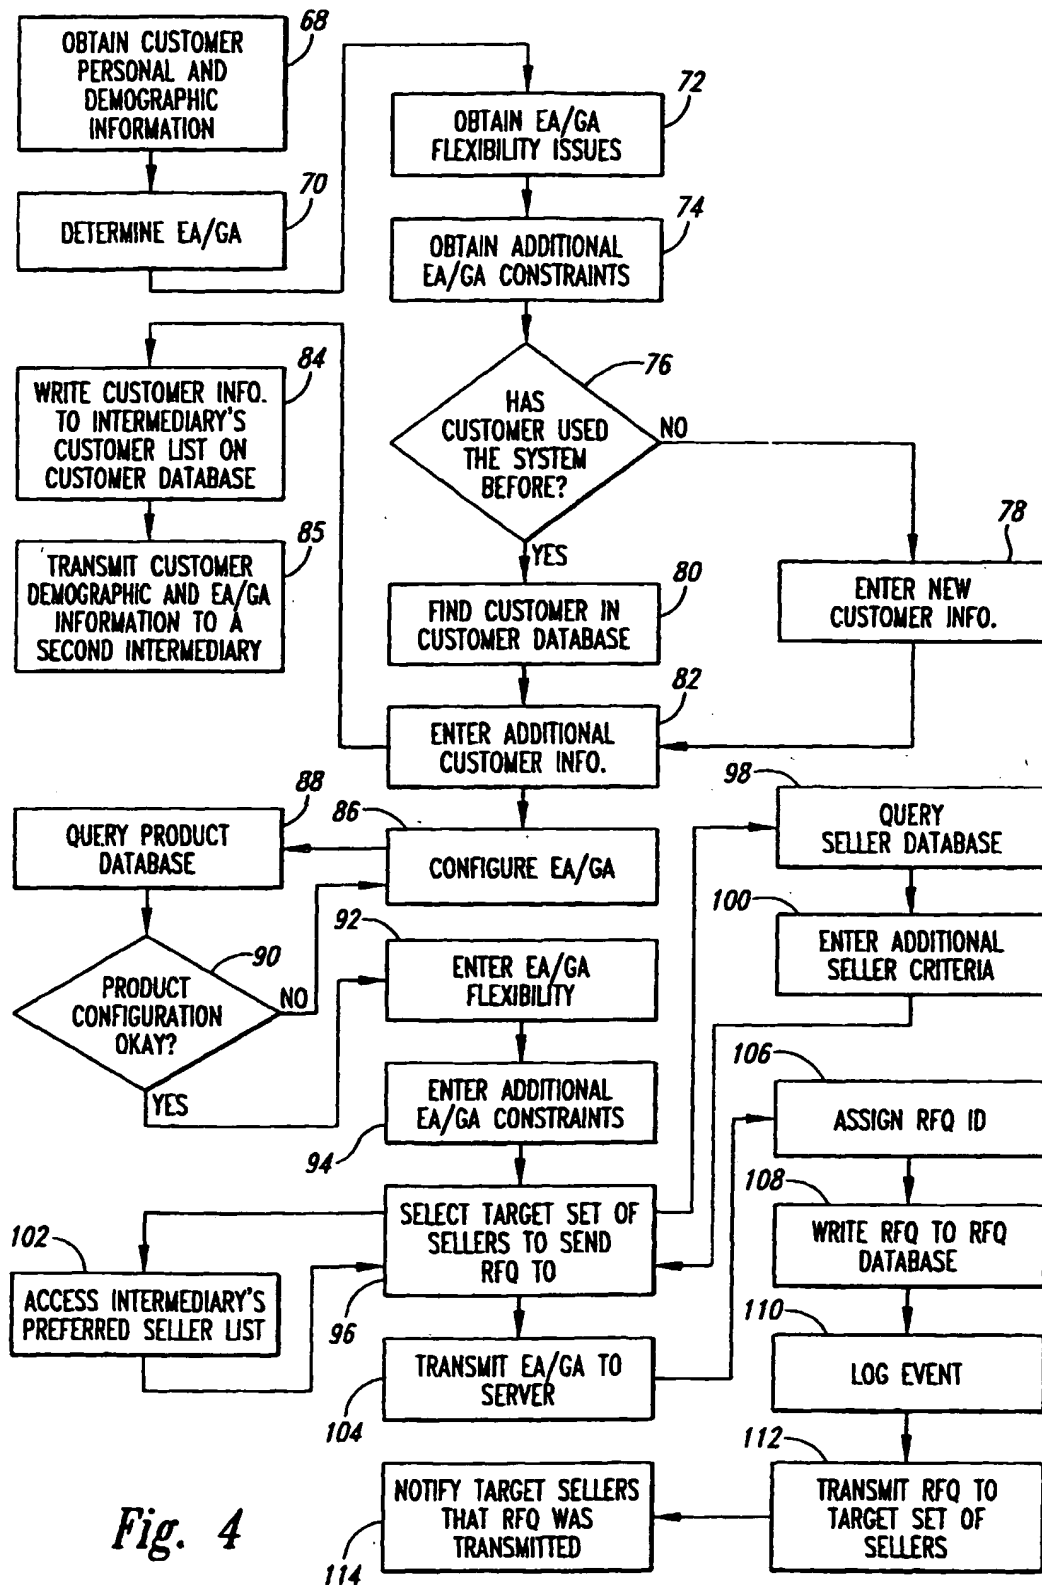 68
OBTAIN CUSTOMER
PERSONAL AND
DEMOGRAPHIC
INFORMATION
70
DETERMINE EA/GA
72
OBTAIN EA/GA
FLEXIBILITY ISSUES
74
OBTAIN ADDITIONAL
EA/GA CONSTRAINTS
76
HAS
CUSTOMER USED
THE SYSTEM
BEFORE?
NO
YES
78
ENTER NEW
CUSTOMER INFO.
80
FIND CUSTOMER IN
CUSTOMER DATABASE
82
ENTER ADDITIONAL
CUSTOMER INFO.
84
WRITE CUSTOMER INFO.
TO INTERMEDIARY'S
CUSTOMER LIST ON
CUSTOMER DATABASE
85
TRANSMIT CUSTOMER
DEMOGRAPHIC AND EA/GA
INFORMATION TO A
SECOND INTERMEDIARY
86
CONFIGURE EA/GA
88
QUERY PRODUCT
DATABASE
90
PRODUCT
CONFIGURATION
OKAY?
NO
YES
92
ENTER EA/GA
FLEXIBILITY
ENTER ADDITIONAL
EA/GA CONSTRAINTS
94
SELECT TARGET SET OF
SELLERS TO SEND
RFQ TO
96
98
QUERY
SELLER DATABASE
100
ENTER ADDITIONAL
SELLER CRITERIA
102
ACCESS INTERMEDIARY'S
PREFERRED SELLER LIST
TRANSMIT EA/GA TO
SERVER
104
106
ASSIGN RFQ ID
108
WRITE RFQ TO RFQ
DATABASE
110
LOG EVENT
112
TRANSMIT RFQ TO
TARGET SET OF
SELLERS
NOTIFY TARGET SELLERS
THAT RFQ WAS
TRANSMITTED
114
Fig. 4